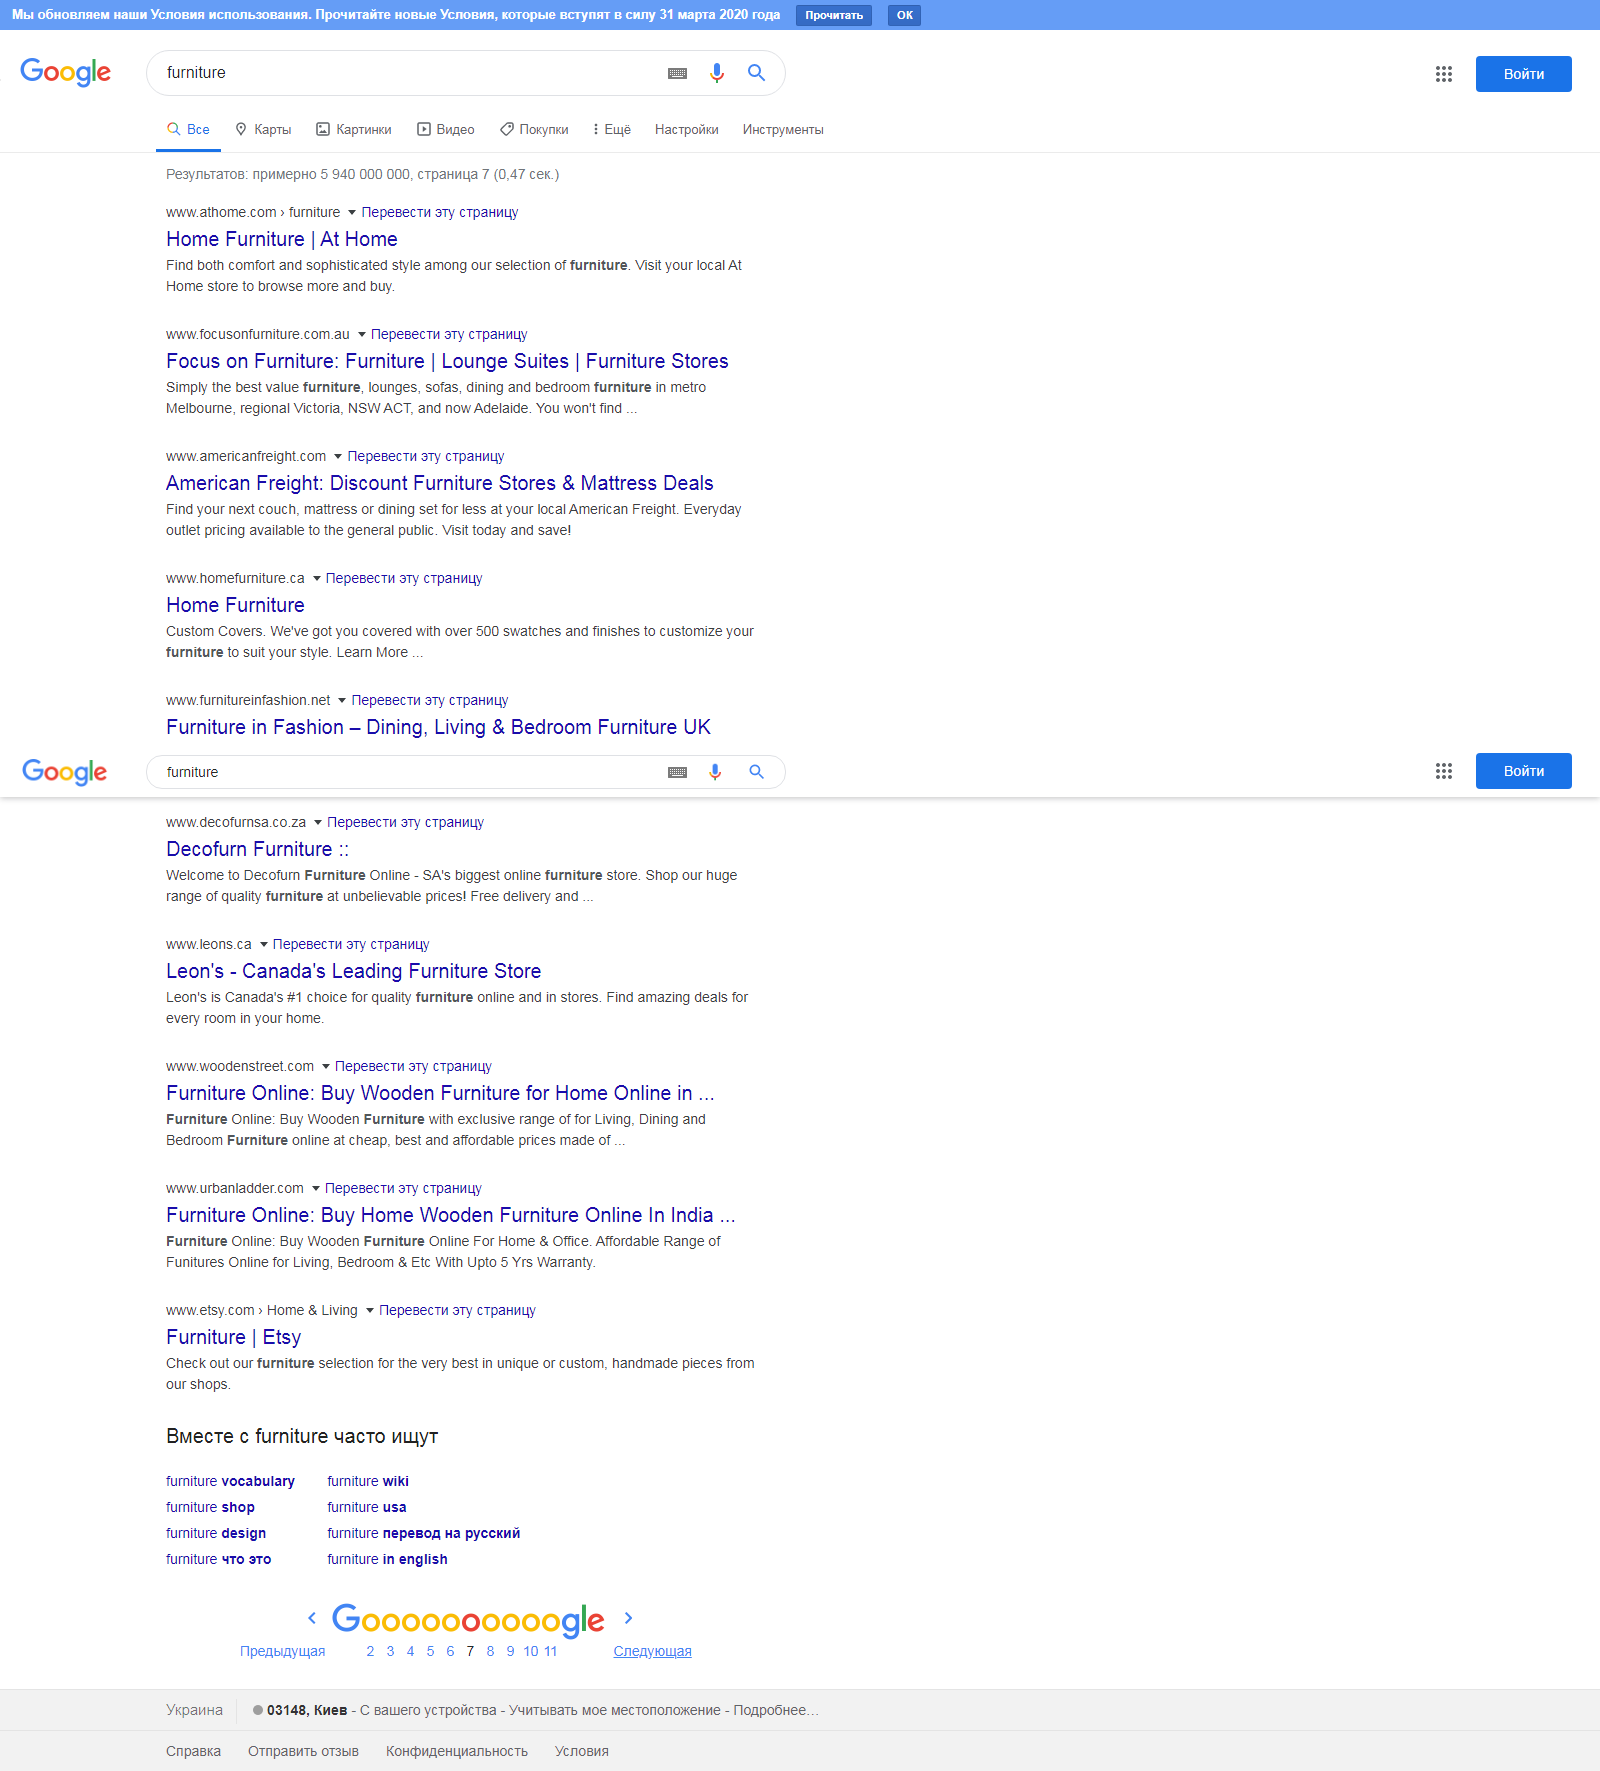 Мы обновляем наши Условия использования. Прочитайте новые Условия, которые вступят в силу 31 марта 2020 года Прочитать ОК
Google furniture Войти
Все Карты Картинки Видео Покупки Ещё Настройки Инструменты
Результатов: примерно 5 940 000 000, страница 7 (0,47 сек.)
www.athome.com › furniture Перевести эту страницу
Home Furniture | At Home
Find both comfort and sophisticated style among our selection of furniture. Visit your local At
Home store to browse more and buy.
www.focusonfurniture.com.au Перевести эту страницу
Focus on Furniture: Furniture | Lounge Suites | Furniture Stores
Simply the best value furniture, lounges, sofas, dining and bedroom furniture in metro
Melbourne, regional Victoria, NSW ACT, and now Adelaide. You won't find ...
www.americanfreight.com Перевести эту страницу
American Freight: Discount Furniture Stores & Mattress Deals
Find your next couch, mattress or dining set for less at your local American Freight. Everyday
outlet pricing available to the general public. Visit today and save!
www.homefurniture.ca Перевести эту страницу
Home Furniture
Custom Covers. We've got you covered with over 500 swatches and finishes to customize your
furniture to suit your style. Learn More ...
www.furnitureinfashion.net Перевести эту страницу
Furniture in Fashion – Dining, Living & Bedroom Furniture UK
Google furniture Войти
www.decofurnsa.co.za Перевести эту страницу
Decofurn Furniture ::
Welcome to Decofurn Furniture Online - SA's biggest online furniture store. Shop our huge
range of quality furniture at unbelievable prices! Free delivery and ...
www.leons.ca Перевести эту страницу
Leon's - Canada's Leading Furniture Store
Leon's is Canada's #1 choice for quality furniture online and in stores. Find amazing deals for
every room in your home.
www.woodenstreet.com Перевести эту страницу
Furniture Online: Buy Wooden Furniture for Home Online in ...
Furniture Online: Buy Wooden Furniture with exclusive range of for Living, Dining and
Bedroom Furniture online at cheap, best and affordable prices made of ...
www.urbanladder.com Перевести эту страницу
Furniture Online: Buy Home Wooden Furniture Online In India ...
Furniture Online: Buy Wooden Furniture Online For Home & Office. Affordable Range of
Funitures Online for Living, Bedroom & Etc With Upto 5 Yrs Warranty.
www.etsy.com › Home & Living Перевести эту страницу
Furniture | Etsy
Check out our furniture selection for the very best in unique or custom, handmade pieces from
our shops.
Вместе с furniture часто ищут
furniture vocabulary furniture wiki
furniture shop furniture usa
furniture design furniture перевод на русский
furniture что это furniture in english
Goooooooooogle
Предыдущая 2 3 4 5 6 7 8 9 10 11 Следующая
Украина 03148, Киев - С вашего устройства - Учитывать мое местоположение - Подробнее…
Справка Отправить отзыв Конфиденциальность Условия